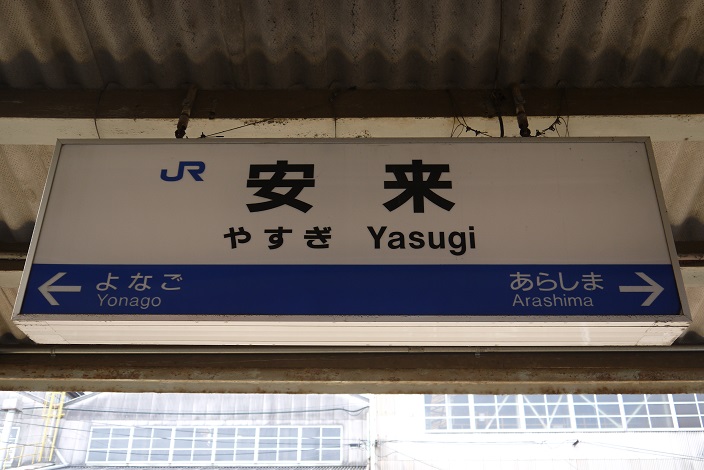 JR 安来
やすぎ Yasugi
← よなご あらしま →
Yonago Arashima